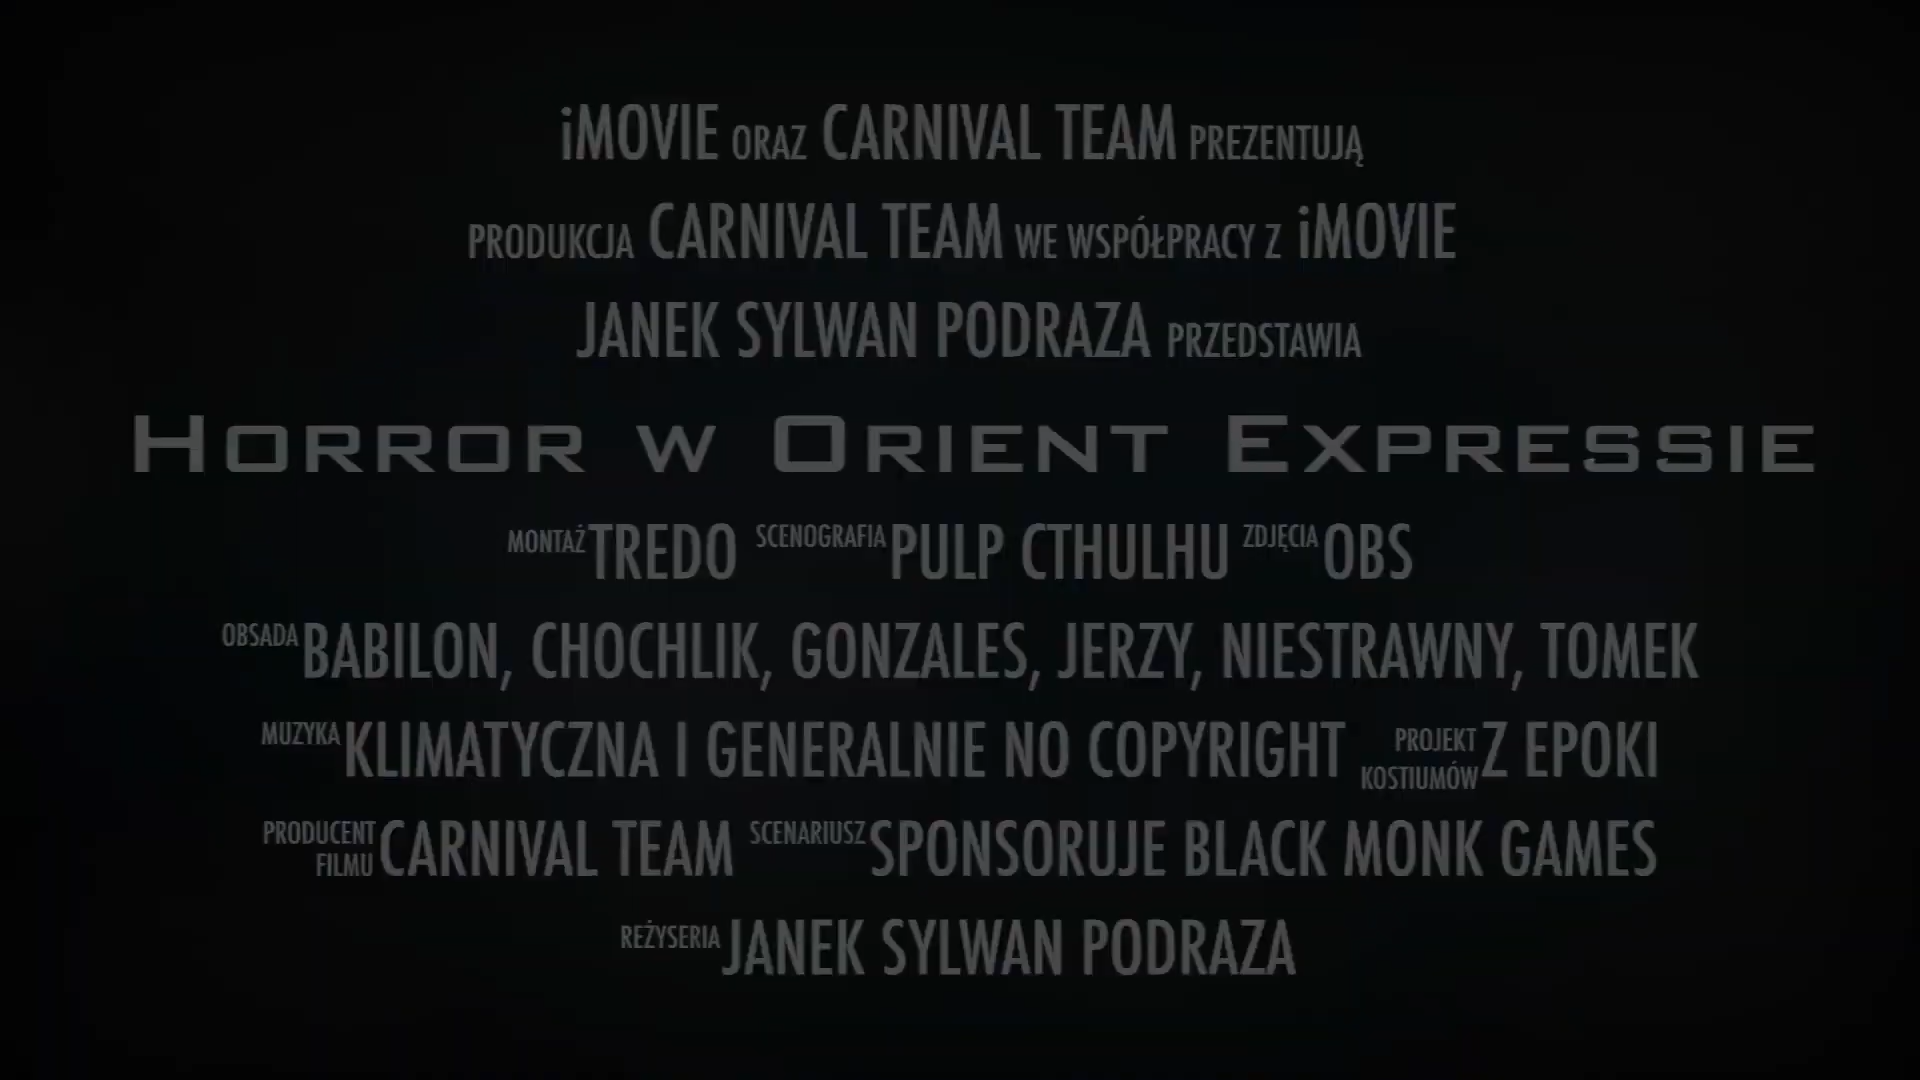 iMOVIE ORAZ CARNIVAL TEAM PREZENTUJĄ
PRODUKCJA CARNIVAL TEAM WE WSPÓŁPRACY Z iMOVIE
JANEK SYLWAN PODRAZA PRZEDSTAWIA
HORROR W ORIENT EXPRESSIE
MONTAŻ TREDO SCENOGRAFIA PULP CTHULHU ZDJĘCIA OBS
OBSADA BABILON, CHOCHLIK, GONZALES, JERZY, NIESTRAWNY, TOMEK
MUZYKA KLIMATYCZNA I GENERALNIE NO COPYRIGHT PROJEKT KOSTIUMÓW Z EPOKI
PRODUCENT FILMU CARNIVAL TEAM SCENARIUSZ SPONSORUJE BLACK MONK GAMES
REŻYSERIA JANEK SYLWAN PODRAZA